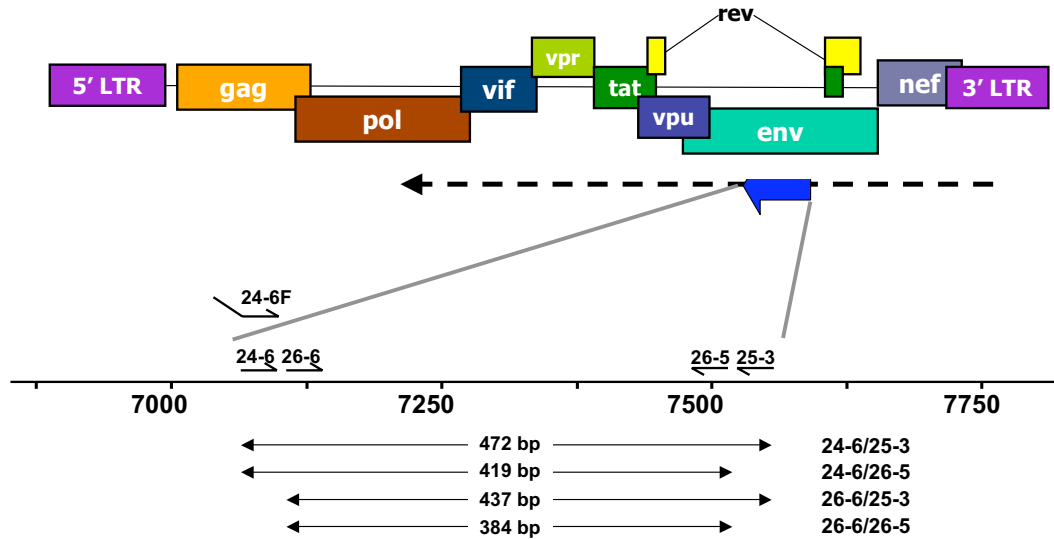 rev
vpr
5’ LTR gag vif tat nef 3’ LTR
pol vpu env
24-6F
24-6 26-6 26-5 25-3
7000 7250 7500 7750
472 bp 24-6/25-3
419 bp 24-6/26-5
437 bp 26-6/25-3
384 bp 26-6/26-5